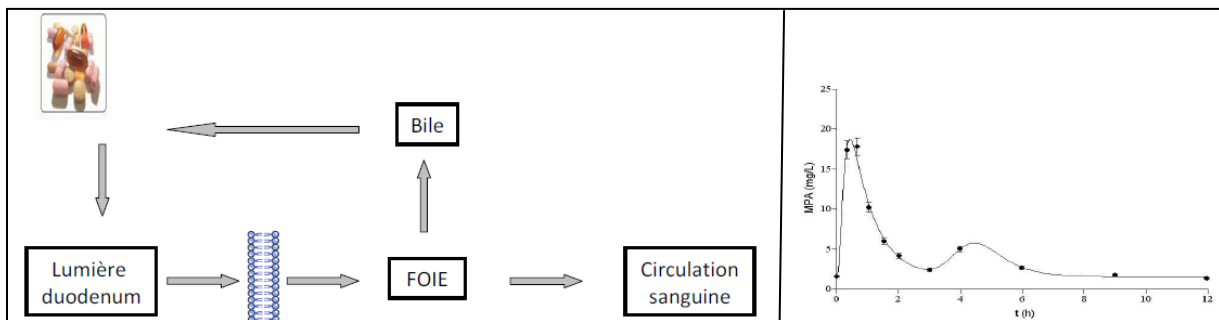 Bile
Lumière
duodenum
FOIE
Circulation
sanguine
MPA (mg/L)
25
20
15
10
5
0
0
2
4
6
8
10
12
t (h)